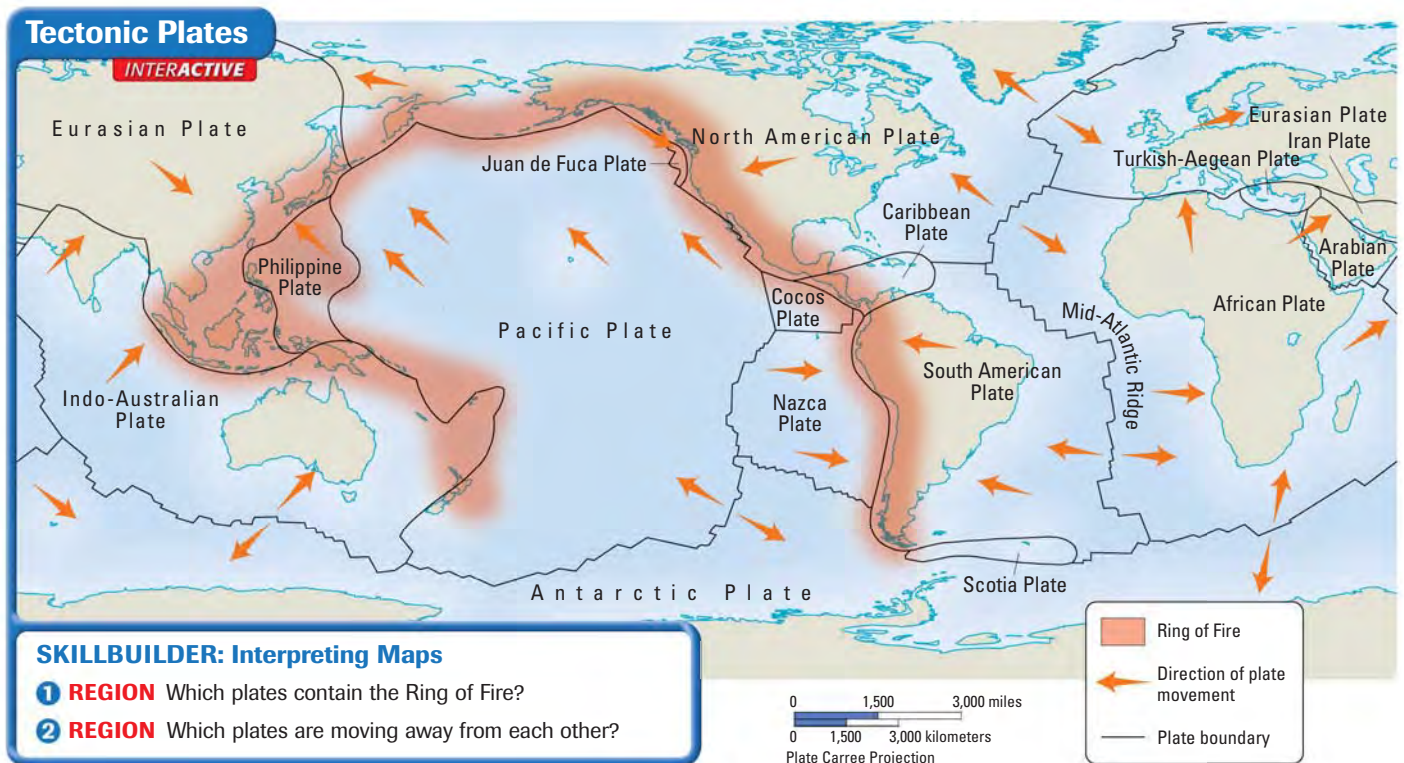 Tectonic Plates
INTERACTIVE
Eurasian Plate
North American Plate
Juan de Fuca Plate
Eurasian Plate
Iran Plate
Turkish-Aegean Plate
Caribbean
Plate
Arabian
Plate
Philippine
Plate
Cocos
Plate
African Plate
Pacific Plate
Mid-Atlantic Ridge
South American
Plate
Indo-Australian
Plate
Nazca
Plate
Antarctic Plate
Scotia Plate
SKILLBUILDER: Interpreting Maps
1 REGION Which plates contain the Ring of Fire?
2 REGION Which plates are moving away from each other?
0 1,500 3,000 miles
0 1,500 3,000 kilometers
Plate Carree Projection
Ring of Fire
Direction of plate
movement
Plate boundary